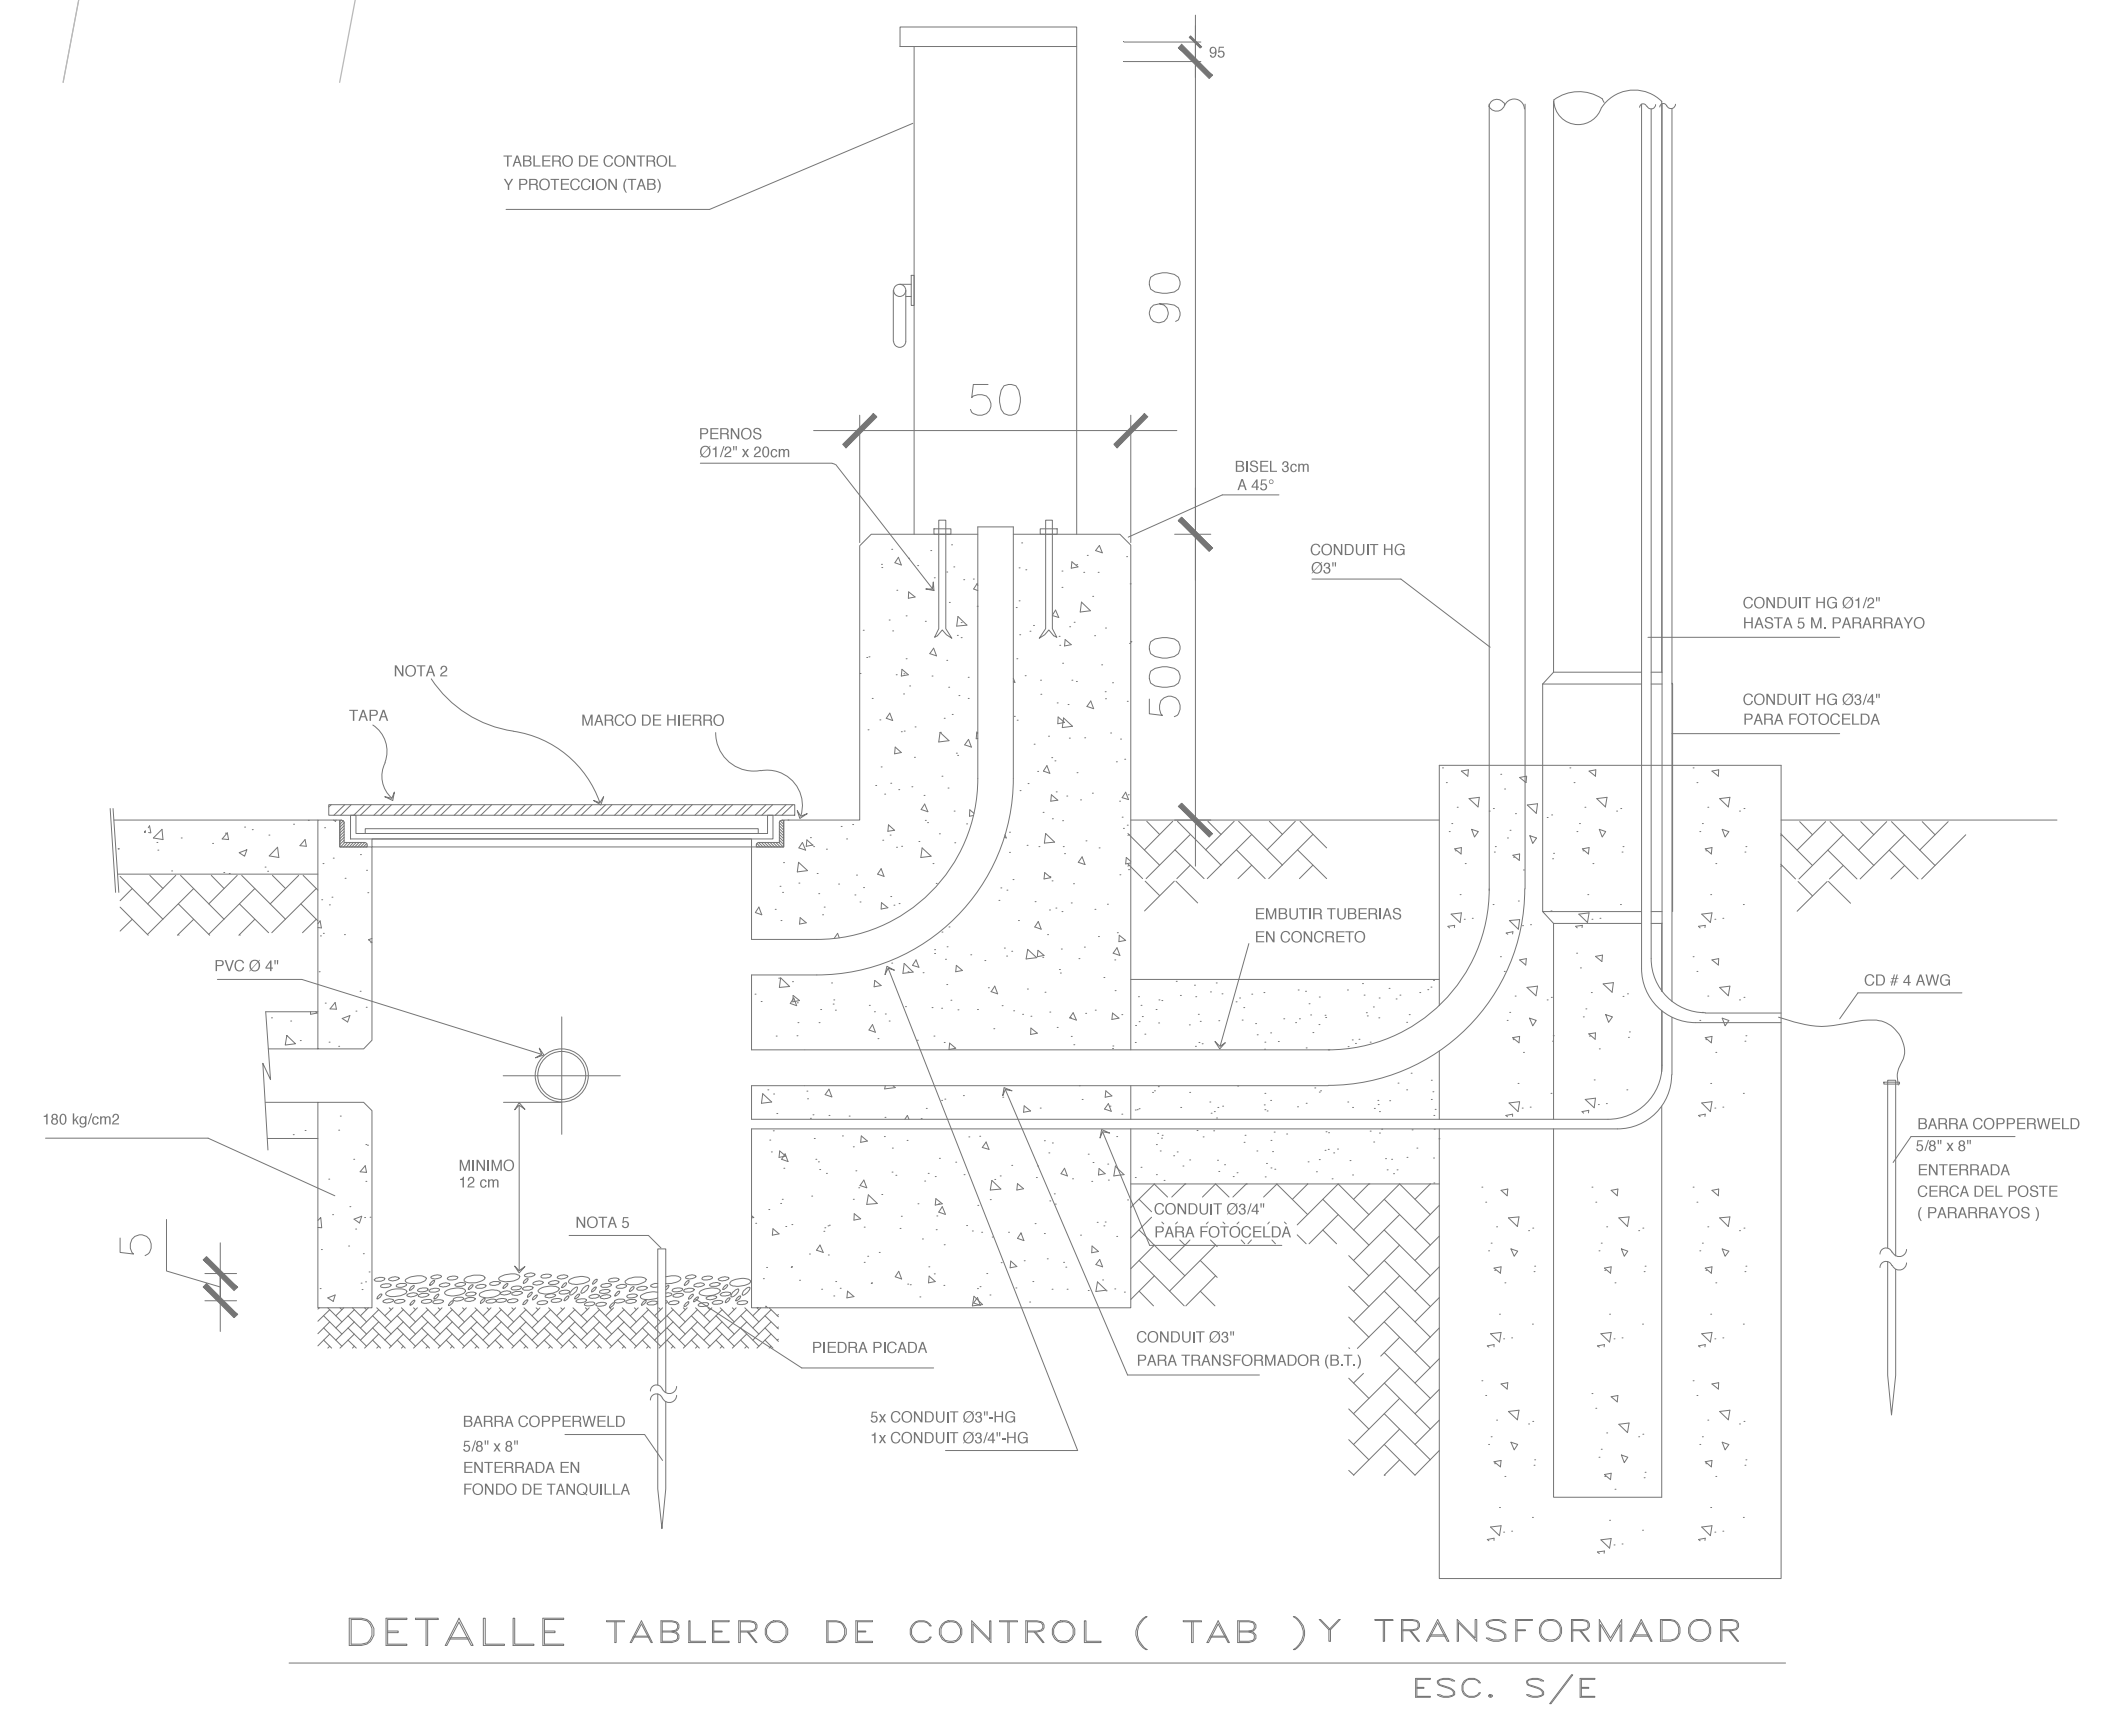 95
TABLERO DE CONTROL
Y PROTECCION (TAB)
90
50
PERNOS
Ø1/2" x 20cm
BISEL 3cm
A 45°
CONDUIT HG
Ø3"
CONDUIT HG Ø1/2"
HASTA 5 M. PARARRAYO
500
NOTA 2
TAPA
MARCO DE HIERRO
CONDUIT HG Ø3/4"
PARA FOTOCELDA
EMBUTIR TUBERIAS
EN CONCRETO
PVC Ø 4"
CD # 4 AWG
180 kg/cm2
MINIMO
12 cm
BARRA COPPERWELD
5/8" x 8"
ENTERRADA
CERCA DEL POSTE
( PARARRAYOS )
5
NOTA 5
CONDUIT Ø3/4"
PARA FOTOCELDA
PIEDRA PICADA
CONDUIT Ø3"
PARA TRANSFORMADOR (B.T.)
5x CONDUIT Ø3"-HG
1x CONDUIT Ø3/4"-HG
BARRA COPPERWELD
5/8" x 8"
ENTERRADA EN
FONDO DE TANQUILLA
DETALLE TABLERO DE CONTROL ( TAB ) Y TRANSFORMADOR
ESC. S/E